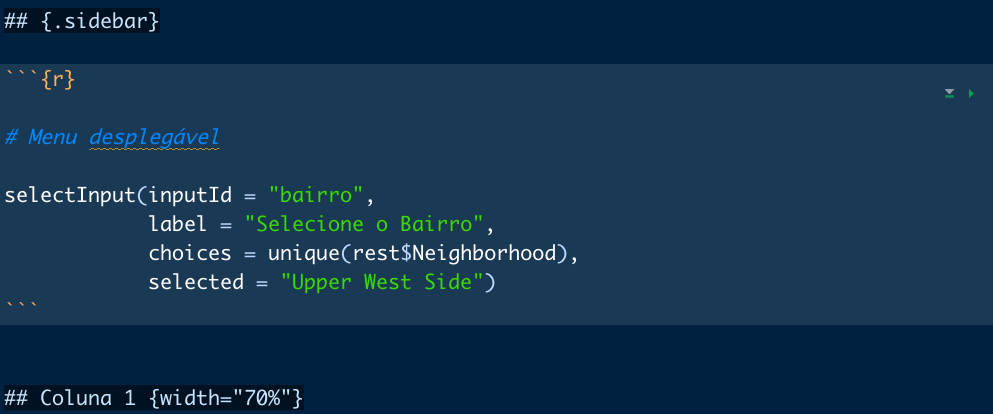 ## {.sidebar}
```{r}
# Menu desplegável
selectInput(inputId = "bairro",
label = "Selecione o Bairro",
choices = unique(rest$Neighborhood),
selected = "Upper West Side")
```
## Coluna 1 {width="70%"}